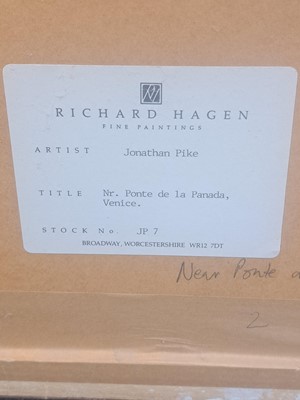 RICHARD HAGEN
FINE PAINTINGS
ARTIST Jonathan Pike
TITLE Nr. Ponte de la Panada,
Venice.
STOCK No. JP 7
BROADWAY, WORCESTERSHIRE WR12 7DT
Near Ponte
2